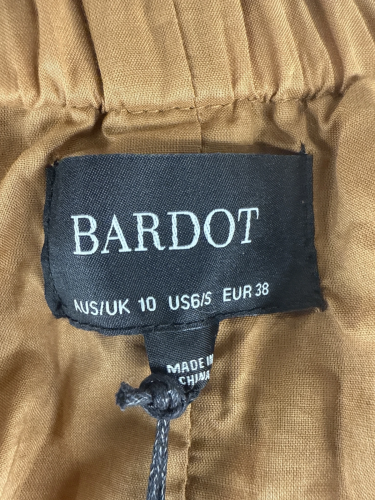 BARDOT
AUS/UK 10 US6/S EUR 38
MADE IN
CHINA